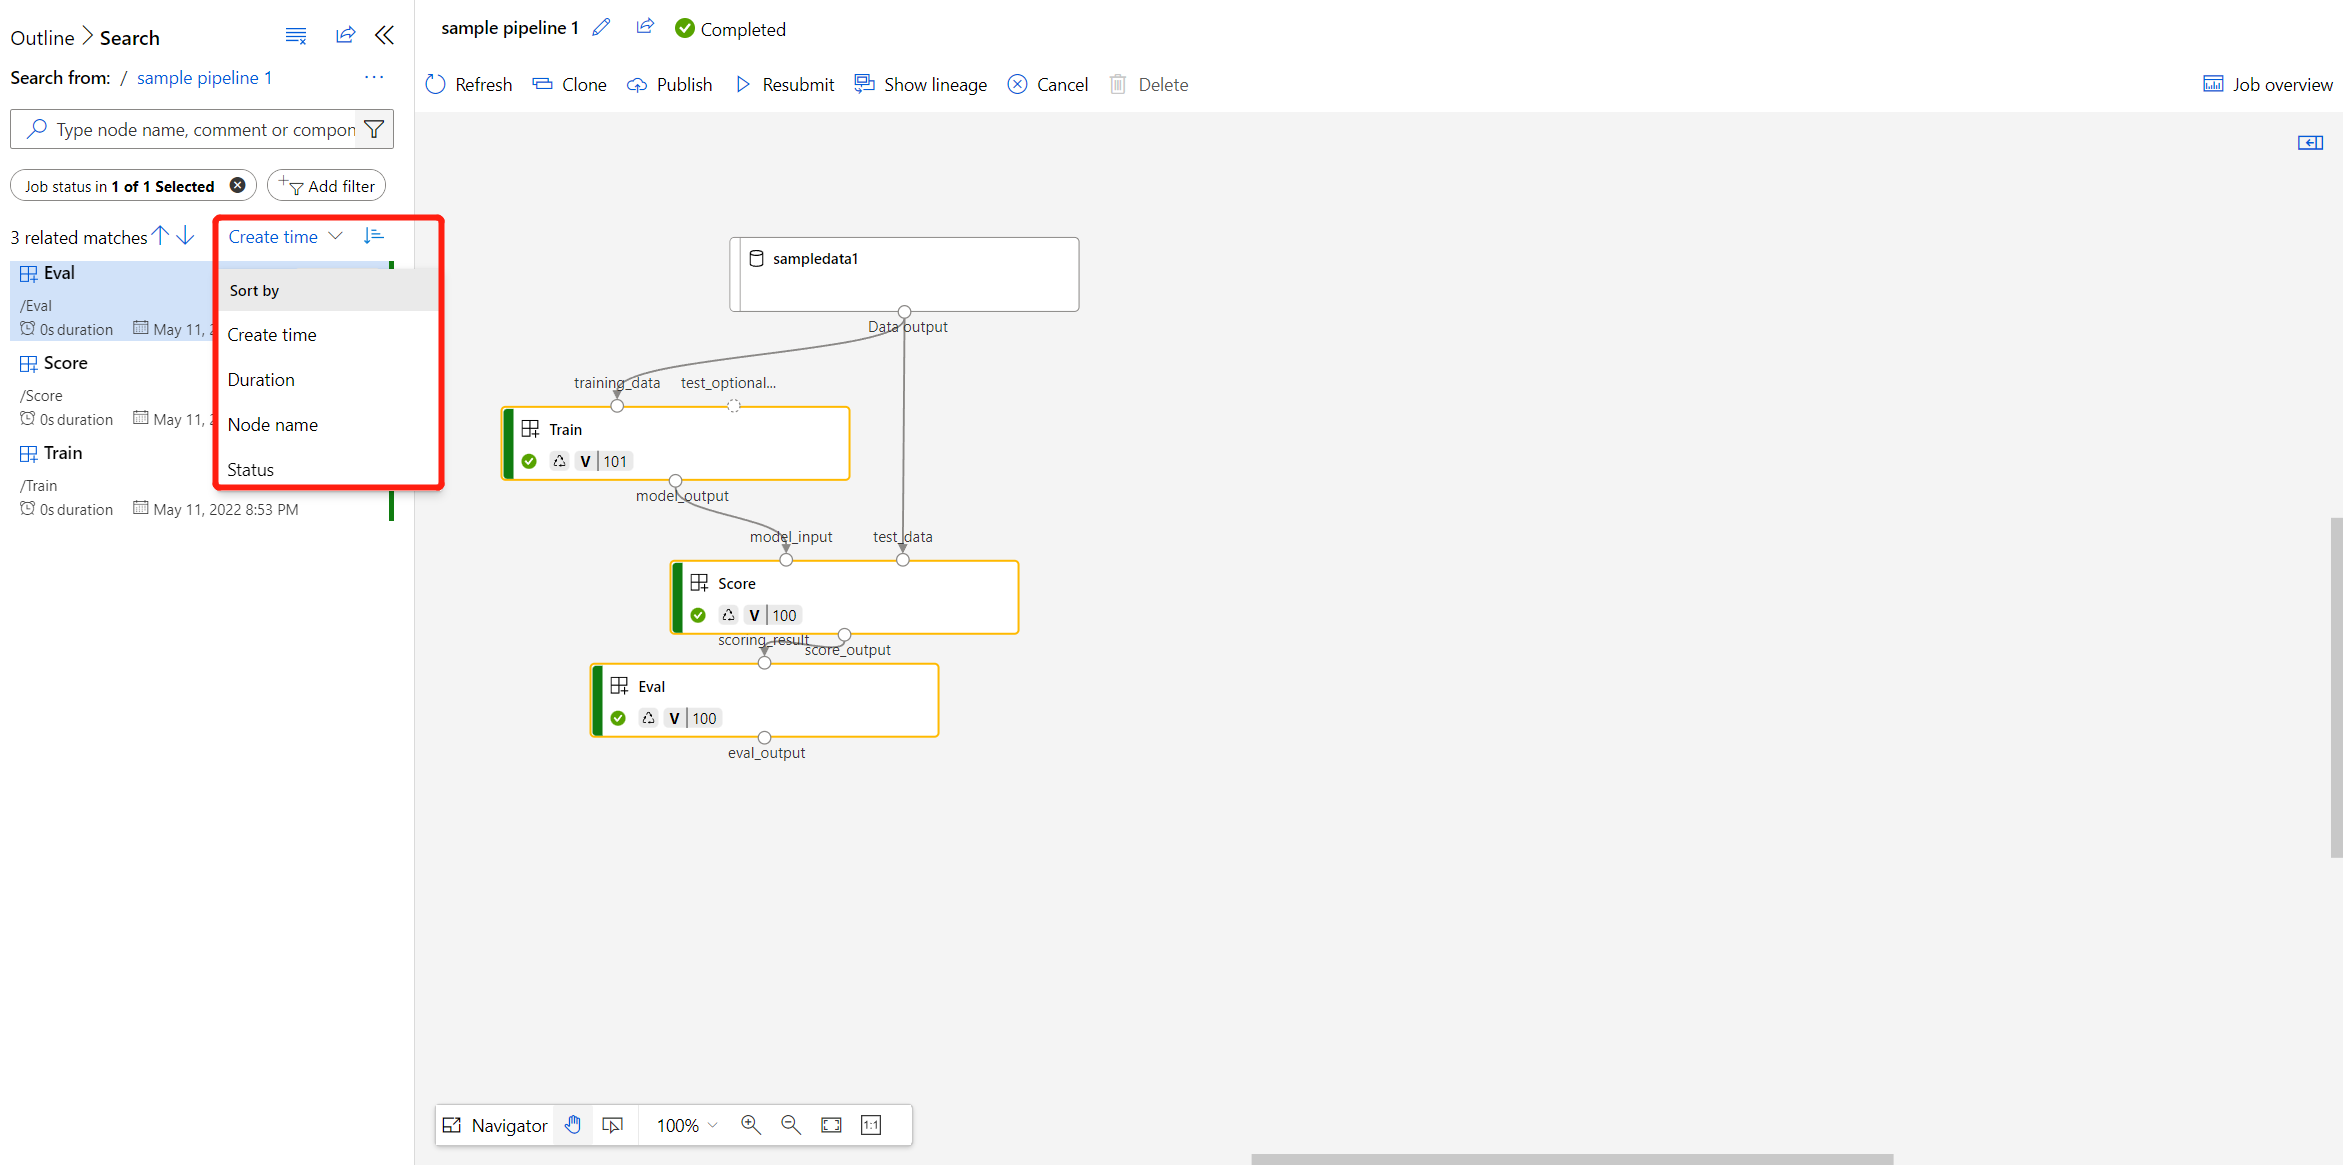 Outline > Search
Search from: / sample pipeline 1 ...
Type node name, comment or compon
Job status in 1 of 1 Selected
Add filter
3 related matches
Create time
Eval
/Eval
0s duration May 11, 2
Score
/Score
0s duration May 11, 2
Train
/Train
0s duration May 11, 2022 8:53 PM
Sort by
Create time
Duration
Node name
Status
sample pipeline 1
Completed
Refresh
Clone
Publish
Resubmit
Show lineage
Cancel
Delete
Job overview
sampledata1
Data output
training_data
test_optional...
Train
V 101
model_output
model_input
test_data
Score
V 100
scoring_result
score_output
Eval
V 100
eval_output
Navigator
100%
1:1